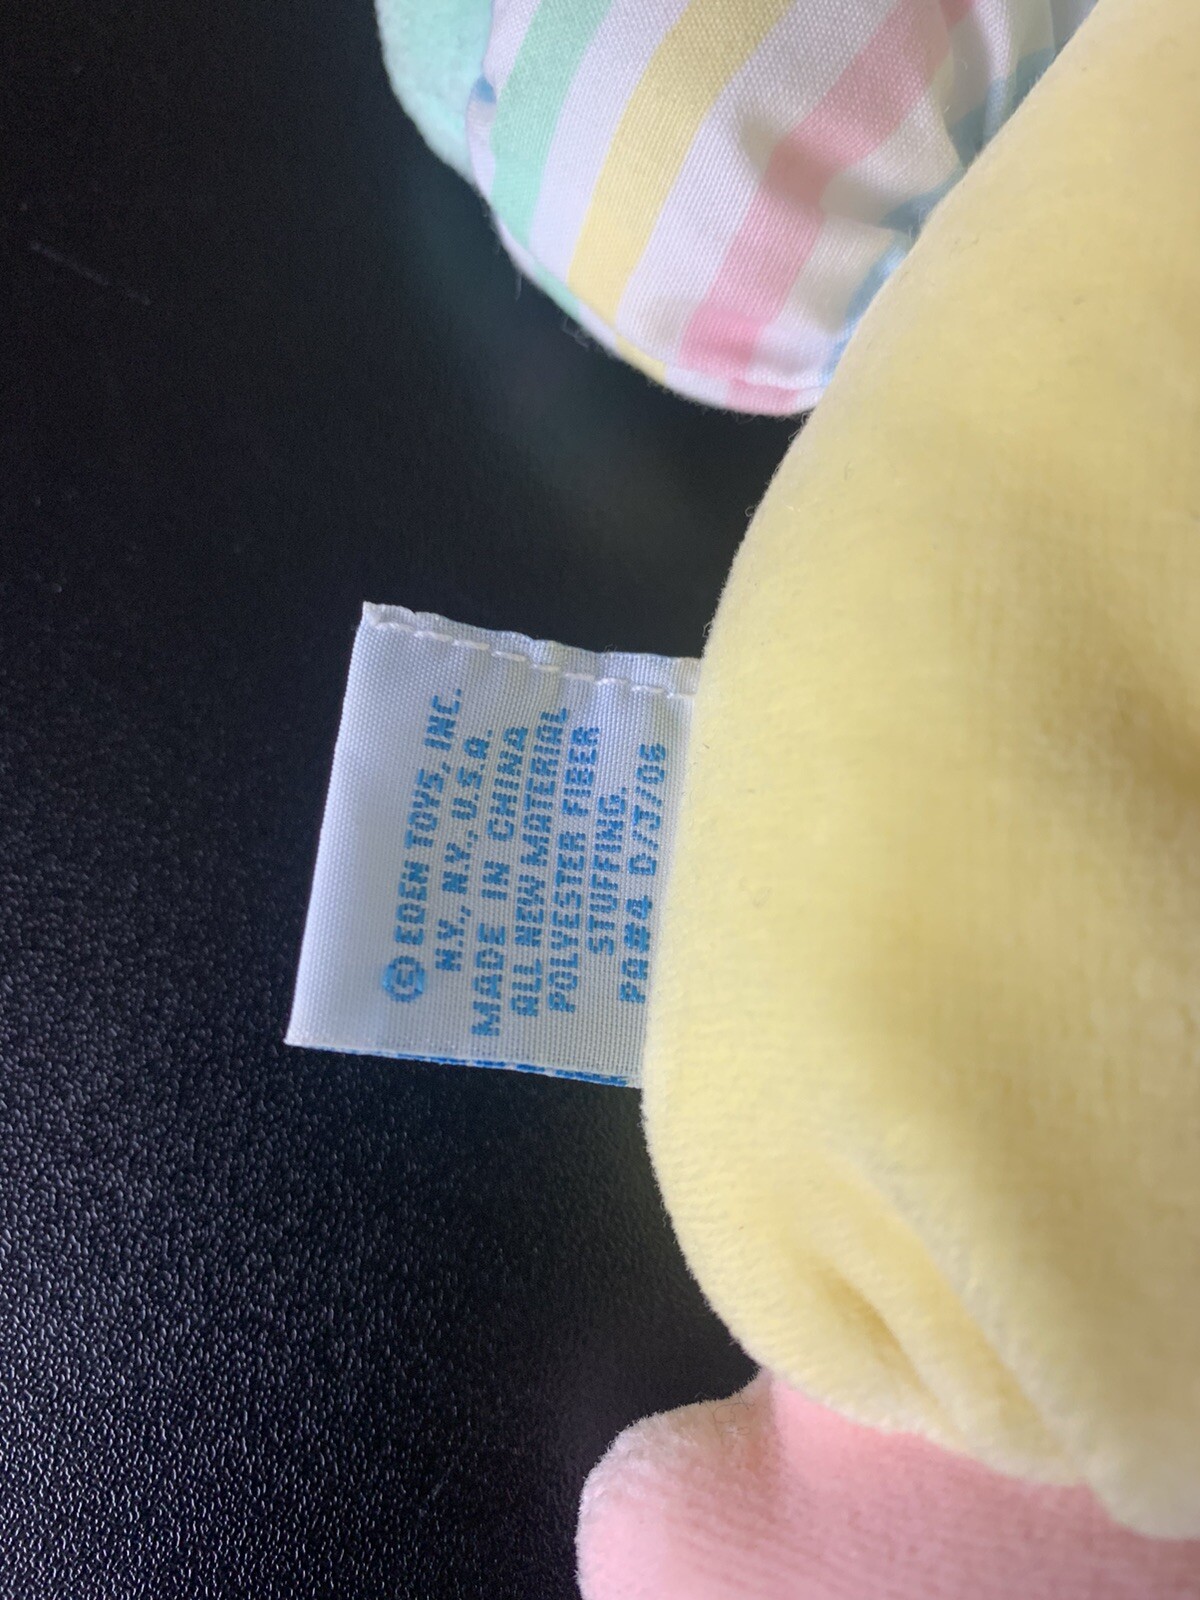 © EDEN TOYS, INC.
N.Y., N.Y., U.S.A.
MADE IN CHINA
ALL NEW MATERIAL
POLYESTER FIBER
STUFFING.
PA#4 D/J/06